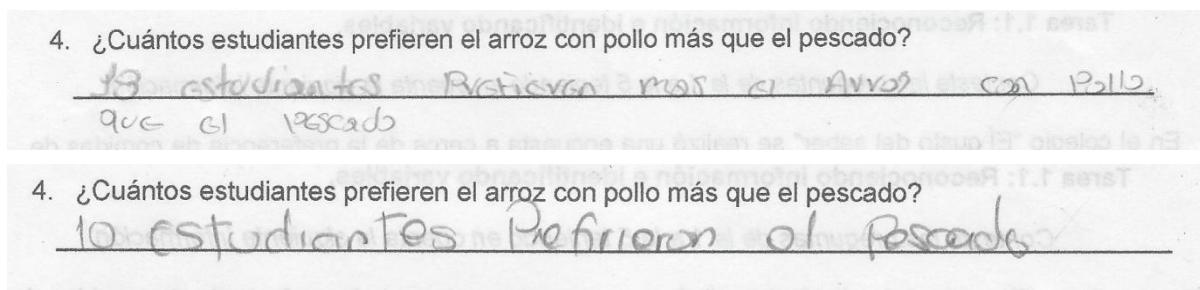 4. ¿Cuántos estudiantes prefieren el arroz con pollo más que el pescado?
18 estudiantes Prefieren mas el Arroz con Pollo.
que el pescado
4. ¿Cuántos estudiantes prefieren el arroz con pollo más que el pescado?
10 estudiantes Prefirieron al Pescado